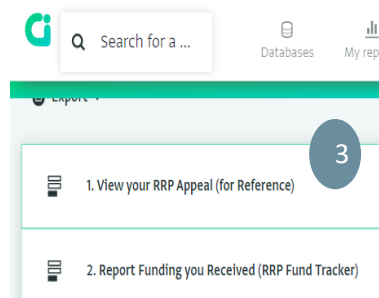 Search for a ...
Databases
My rep
Export
3
1. View your RRP Appeal (for Reference)
2. Report Funding you Received (RRP Fund Tracker)